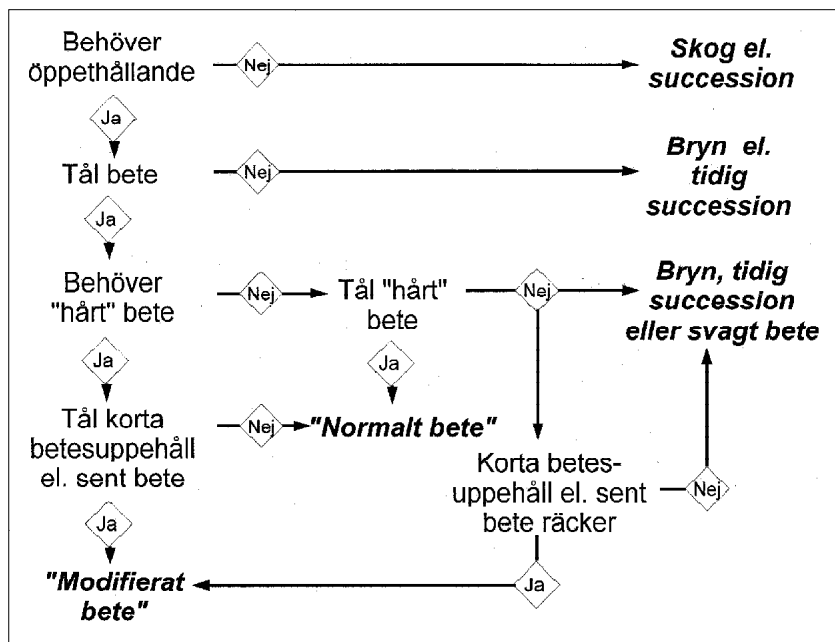 Behöver
öppethållande
Nej
Skog el.
succession
Ja
Tål bete
Nej
Bryn el.
tidig
succession
Ja
Behöver
"hårt" bete
Nej
Tål "hårt"
bete
Nej
Bryn, tidig
succession
eller svagt bete
Ja
Ja
Tål korta
betesuppehåll
el. sent bete
Nej
"Normalt bete"
Korta betes-
uppehåll el. sent
bete räcker
Nej
Ja
"Modifierat
bete"
Ja